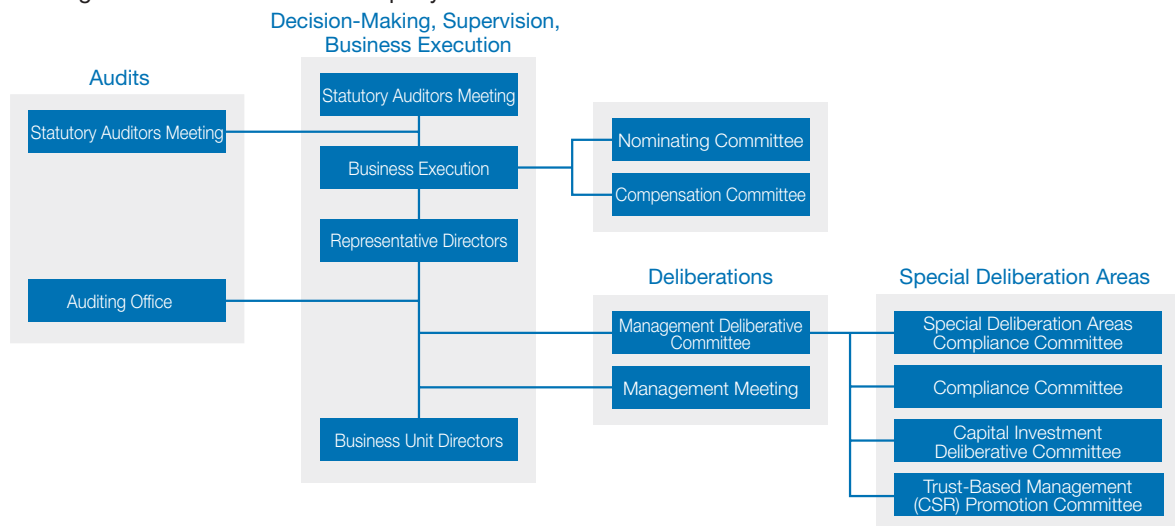 Decision-Making, Supervision,
Business Execution
Audits
Statutory Auditors Meeting
Statutory Auditors Meeting
Nominating Committee
Business Execution
Compensation Committee
Representative Directors
Deliberations
Special Deliberation Areas
Auditing Office
Management Deliberative
Committee
Special Deliberation Areas
Compliance Committee
Management Meeting
Compliance Committee
Business Unit Directors
Capital Investment
Deliberative Committee
Trust-Based Management
(CSR) Promotion Committee